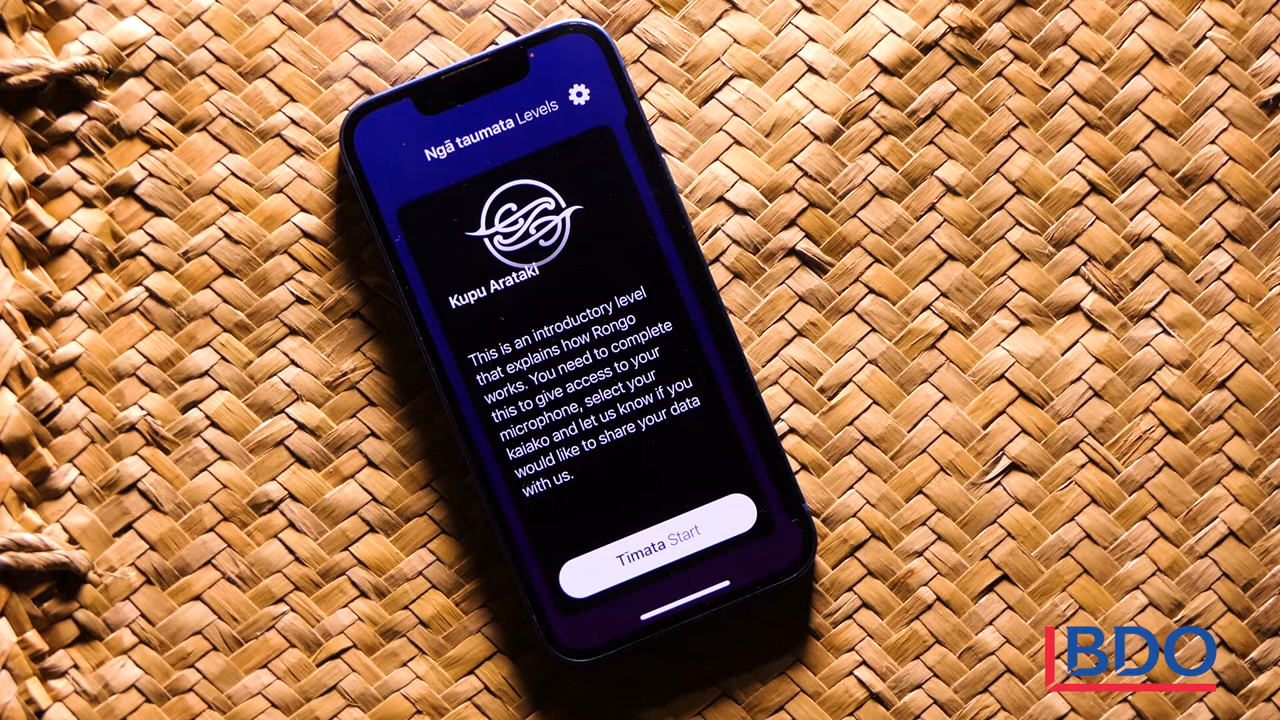 Ngā taumata Levels
Kupu Arataki
This is an introductory level
that explains how Rongo
works. You need to complete
this to give access to your
microphone, select your
kaiako and let us know if you
would like to share your data
with us.
Tīmata Start
BDO